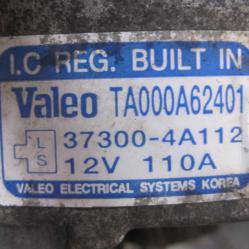 I.C REG. BUILT IN
Valeo TA000A62401
L S 37300-4A112
12V 110A
VALEO ELECTRICAL SYSTEMS KOREA